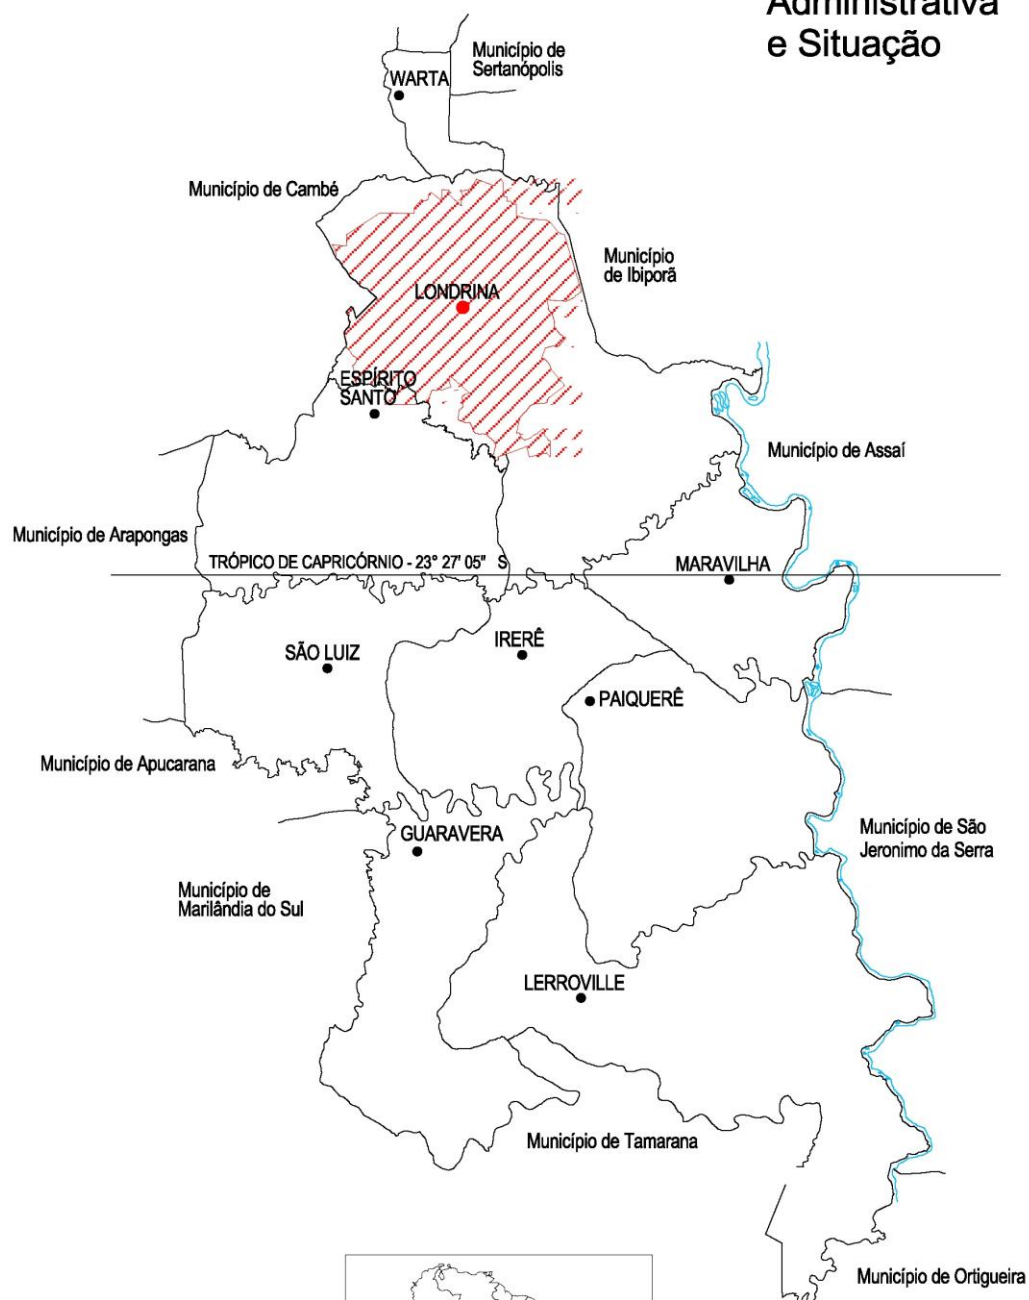 Administrativa
e Situação
Município de
Sertanópolis
WARTA
Município de Cambé
Município
de Ibiporã
LONDRINA
ESPÍRITO
SANTO
Município de Assaí
Município de Arapongas
TRÓPICO DE CAPRICÓRNIO - 23° 27' 05" S
MARAVILHA
IRERÊ
SÃO LUIZ
PAIQUERÊ
Município de Apucarana
Município de São
Jeronimo da Serra
GUARAVERA
Município de
Marilândia do Sul
LERROVILLE
Município de Tamarana
Município de Ortigueira